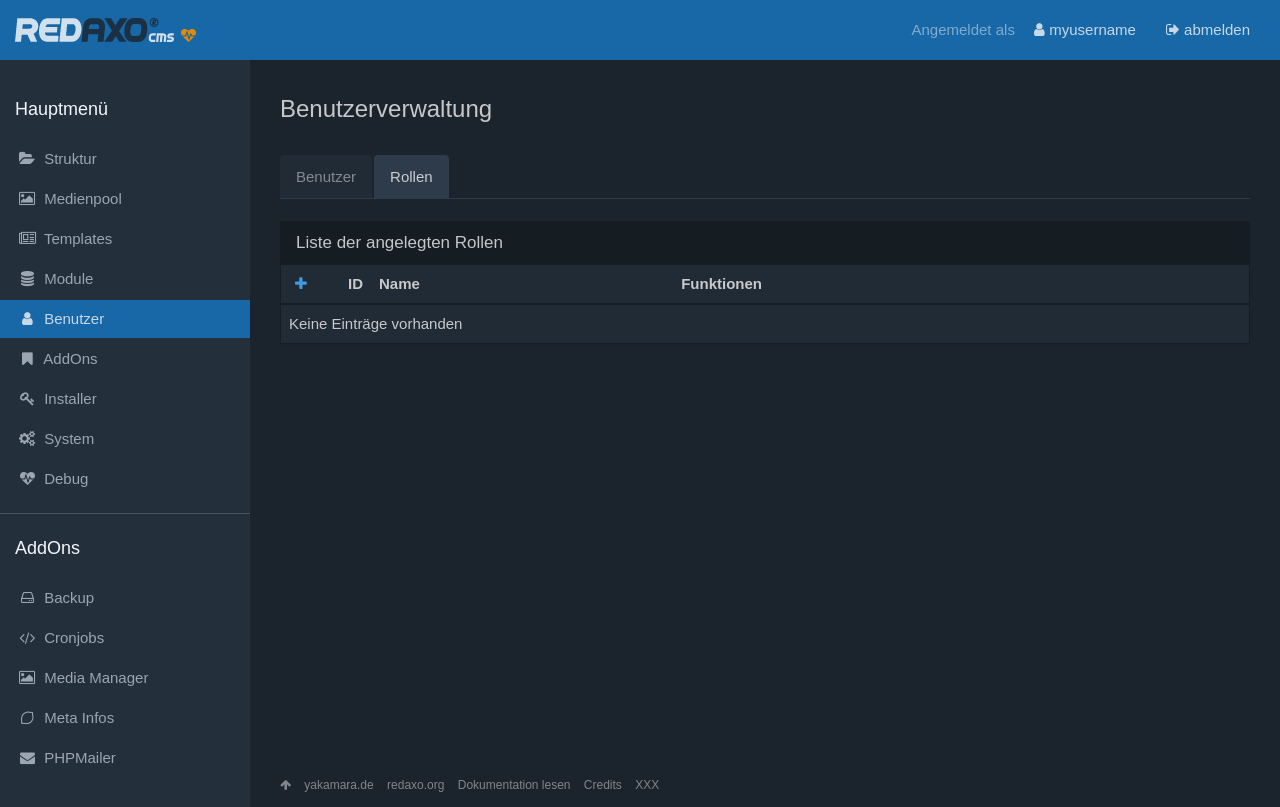 REDAXO® cms
Angemeldet als myusername abmelden
Hauptmenü
Struktur
Medienpool
Templates
Module
Benutzer
AddOns
Installer
System
Debug
AddOns
Backup
Cronjobs
Media Manager
Meta Infos
PHPMailer
Benutzerverwaltung
Benutzer Rollen
Liste der angelegten Rollen
ID Name Funktionen
Keine Einträge vorhanden
yakamara.de redaxo.org Dokumentation lesen Credits XXX